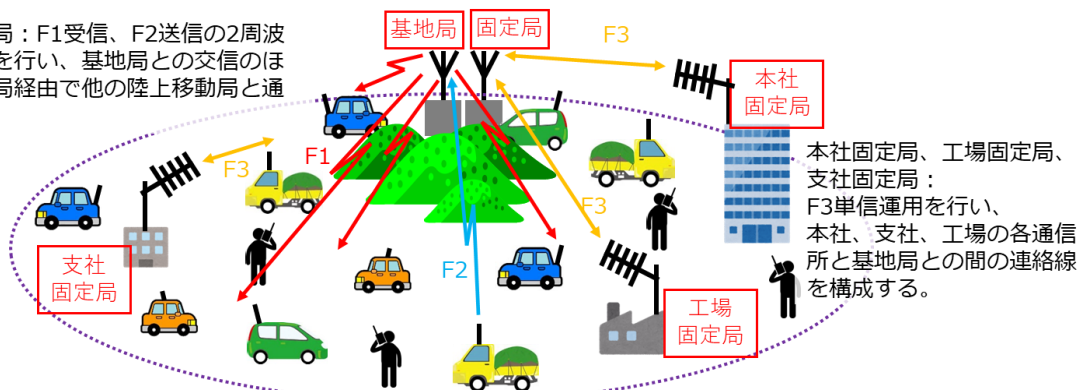 局：F1受信、F2送信の2周波
を行い、基地局との交信のほ
局経由で他の陸上移動局と通
基地局
固定局
F3
本社
固定局
F1
F3
F3
F2
支社
固定局
工場
固定局
本社固定局、工場固定局、
支社固定局：
F3単信運用を行い、
本社、支社、工場の各通信
所と基地局との間の連絡線
を構成する。